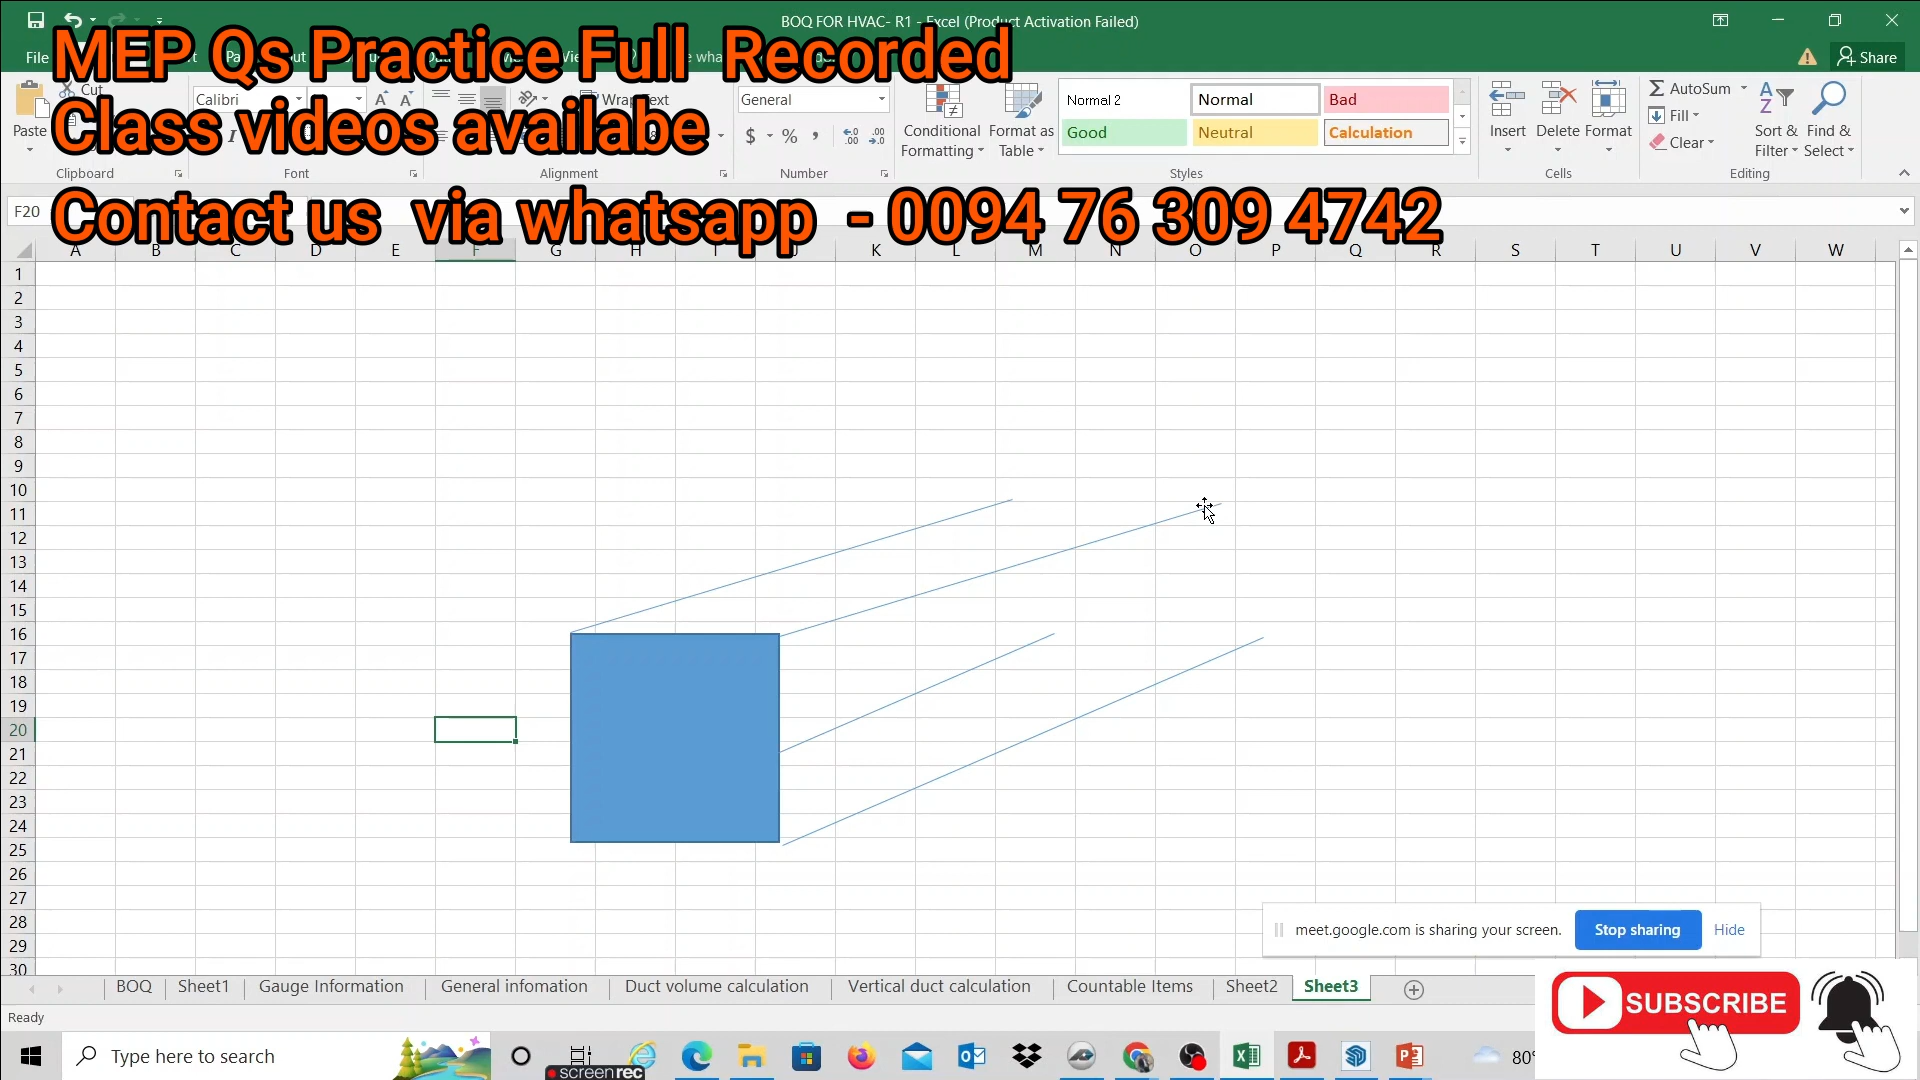 BOQ FOR HVAC- R1 - Excel (Product Activation Failed)
File
Share
MEP Qs Practice Full Recorded
Class videos availabe
Contact us via whatsapp - 0094 76 309 4742
Cut
Paste
Calibri
Wrap Text
General
Conditional Formatting
Format as Table
Normal 2
Normal
Bad
Good
Neutral
Calculation
Insert
Delete
Format
AutoSum
Fill
Clear
Sort & Filter
Find & Select
Clipboard
Font
Alignment
Number
Styles
Cells
Editing
F20
A B C D E F G H I J K L M N O P Q R S T U V W
1
2
3
4
5
6
7
8
9
10
11
12
13
14
15
16
17
18
19
20
21
22
23
24
25
26
27
28
29
30
meet.google.com is sharing your screen.
Stop sharing
Hide
BOQ
Sheet1
Gauge Information
General infomation
Duct volume calculation
Vertical duct calculation
Countable Items
Sheet2
Sheet3
SUBSCRIBE
Ready
Type here to search
screenrec
80°